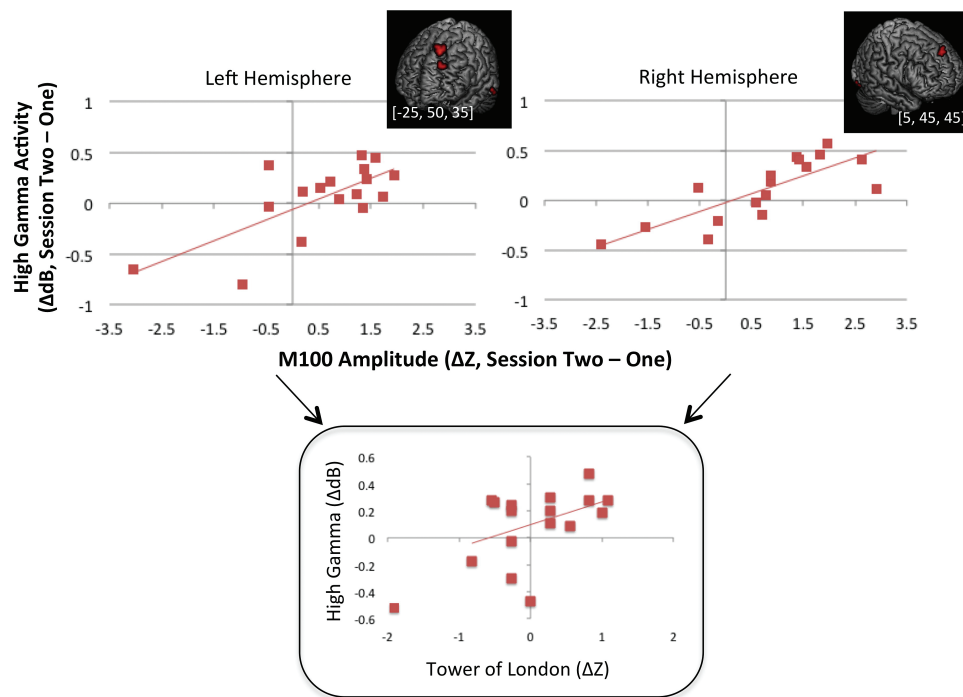 Left Hemisphere
[-25, 50, 35]
Right Hemisphere
[5, 45, 45]
High Gamma Activity
(ΔdB, Session Two – One)
1
0.5
0
-0.5
-1
-3.5 -2.5 -1.5 -0.5 0.5 1.5 2.5 3.5
1
0.5
0
-0.5
-1
-3.5 -2.5 -1.5 -0.5 0.5 1.5 2.5 3.5
M100 Amplitude (ΔZ, Session Two – One)
High Gamma (ΔdB)
0.6
0.4
0.2
0
-0.2
-0.4
-0.6
-2 -1 0 1 2
Tower of London (ΔZ)